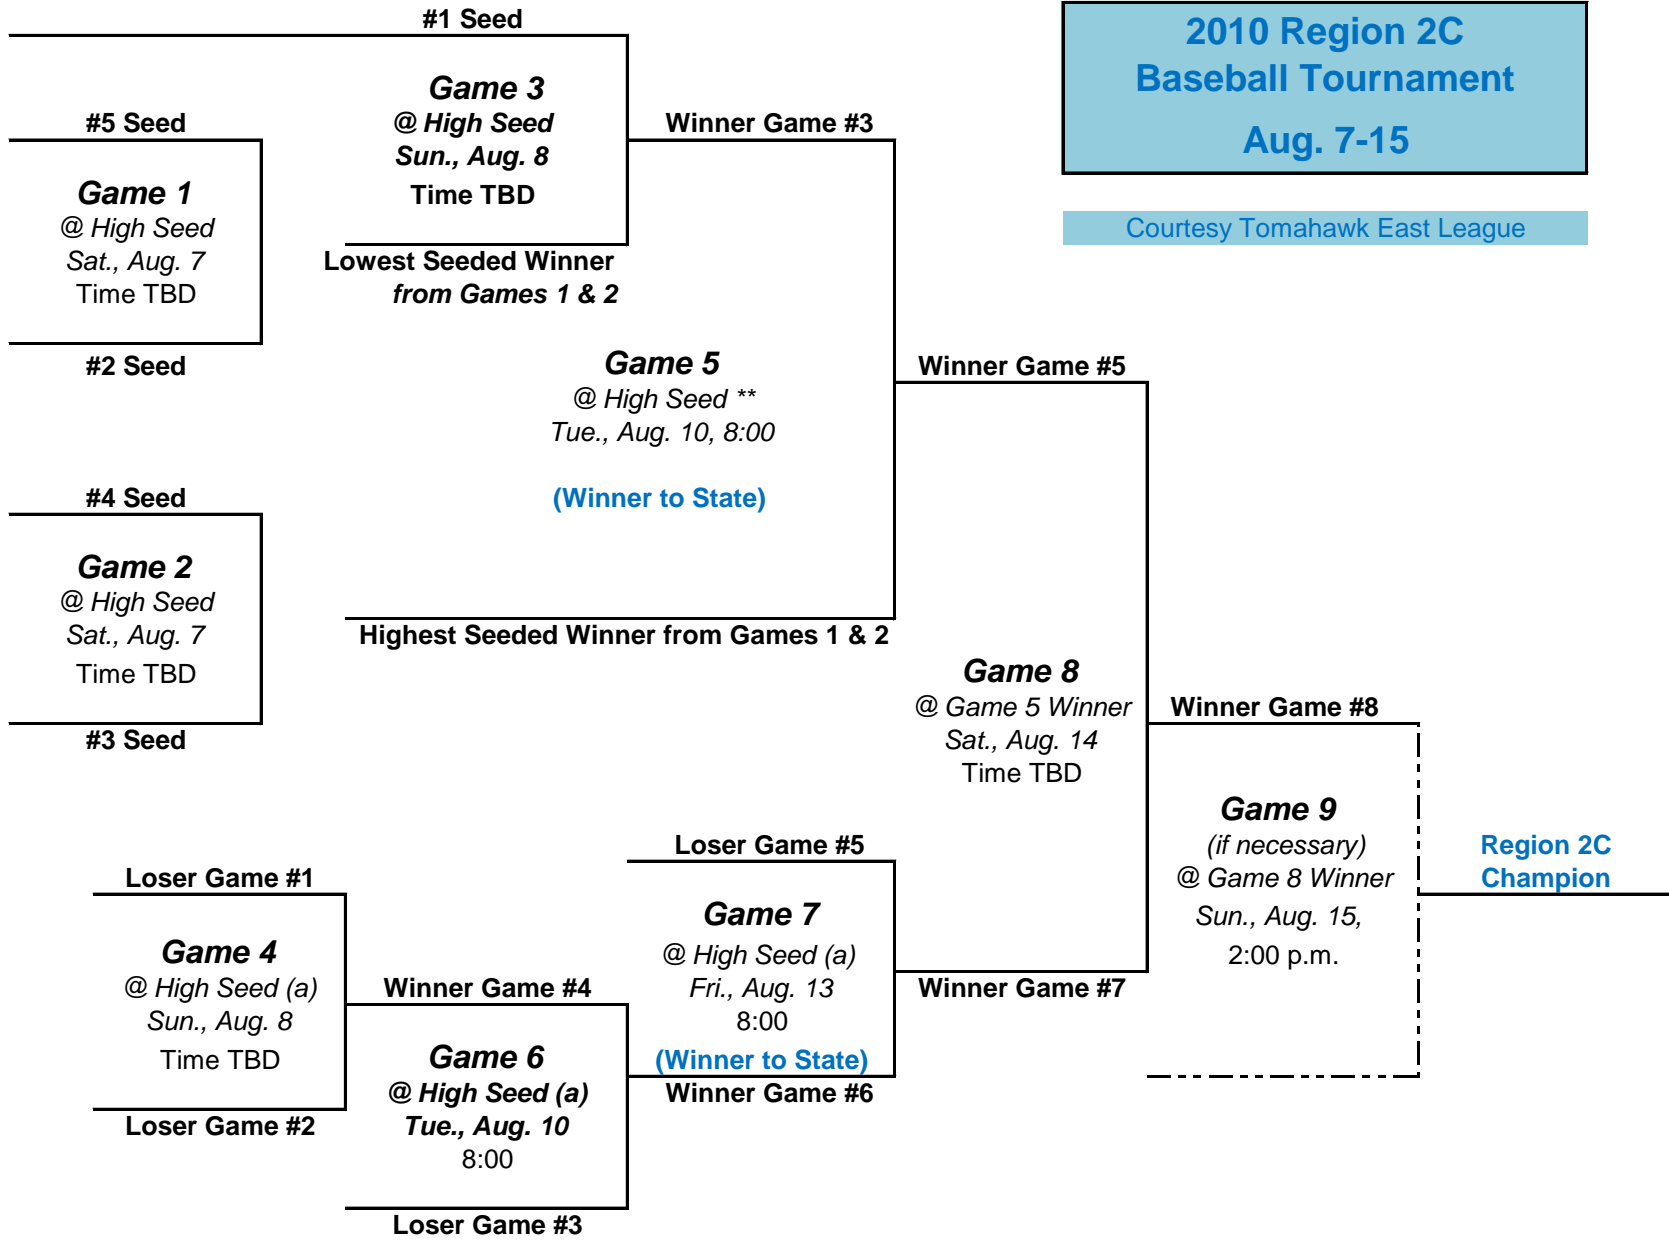 #1 Seed
2010 Region 2C
Baseball Tournament
Aug. 7-15
Courtesy Tomahawk East League
Game 3
@ High Seed
Sun., Aug. 8
Time TBD
#5 Seed
Winner Game #3
Game 1
@ High Seed
Sat., Aug. 7
Time TBD
Lowest Seeded Winner
from Games 1 & 2
#2 Seed
Game 5
@ High Seed **
Tue., Aug. 10, 8:00
(Winner to State)
Winner Game #5
#4 Seed
Game 2
@ High Seed
Sat., Aug. 7
Time TBD
Highest Seeded Winner from Games 1 & 2
#3 Seed
Game 8
@ Game 5 Winner
Sat., Aug. 14
Time TBD
Winner Game #8
Game 9
(if necessary)
@ Game 8 Winner
Sun., Aug. 15,
2:00 p.m.
Region 2C
Champion
Loser Game #5
Loser Game #1
Game 7
@ High Seed (a)
Fri., Aug. 13
8:00
(Winner to State)
Game 4
@ High Seed (a)
Sun., Aug. 8
Time TBD
Winner Game #4
Winner Game #7
Game 6
@ High Seed (a)
Tue., Aug. 10
8:00
Winner Game #6
Loser Game #2
Loser Game #3